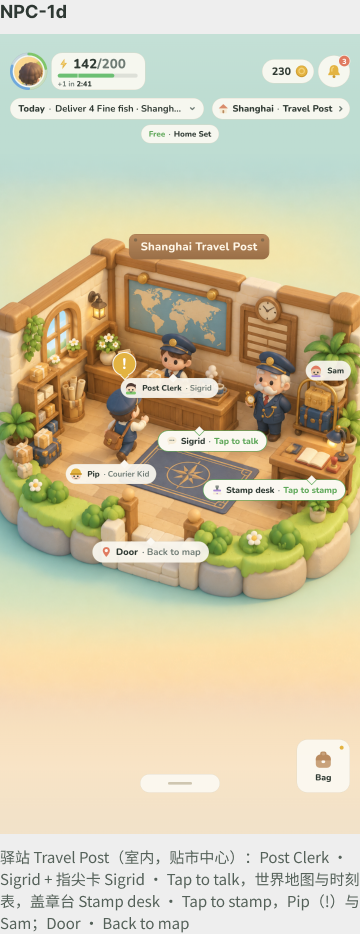 NPC-1d
142/200
+1 in 2:41
230
3
Today · Deliver 4 Fine fish · Shangh...
Shanghai · Travel Post
Free · Home Set
Shanghai Travel Post
!
Sam
Post Clerk · Sigrid
Sigrid · Tap to talk
Pip · Courier Kid
Stamp desk · Tap to stamp
Door · Back to map
Bag
驿站 Travel Post（室内，贴市中心）：Post Clerk ·
Sigrid + 指尖卡 Sigrid · Tap to talk，世界地图与时刻
表，盖章台 Stamp desk · Tap to stamp，Pip（!）与
Sam；Door · Back to map